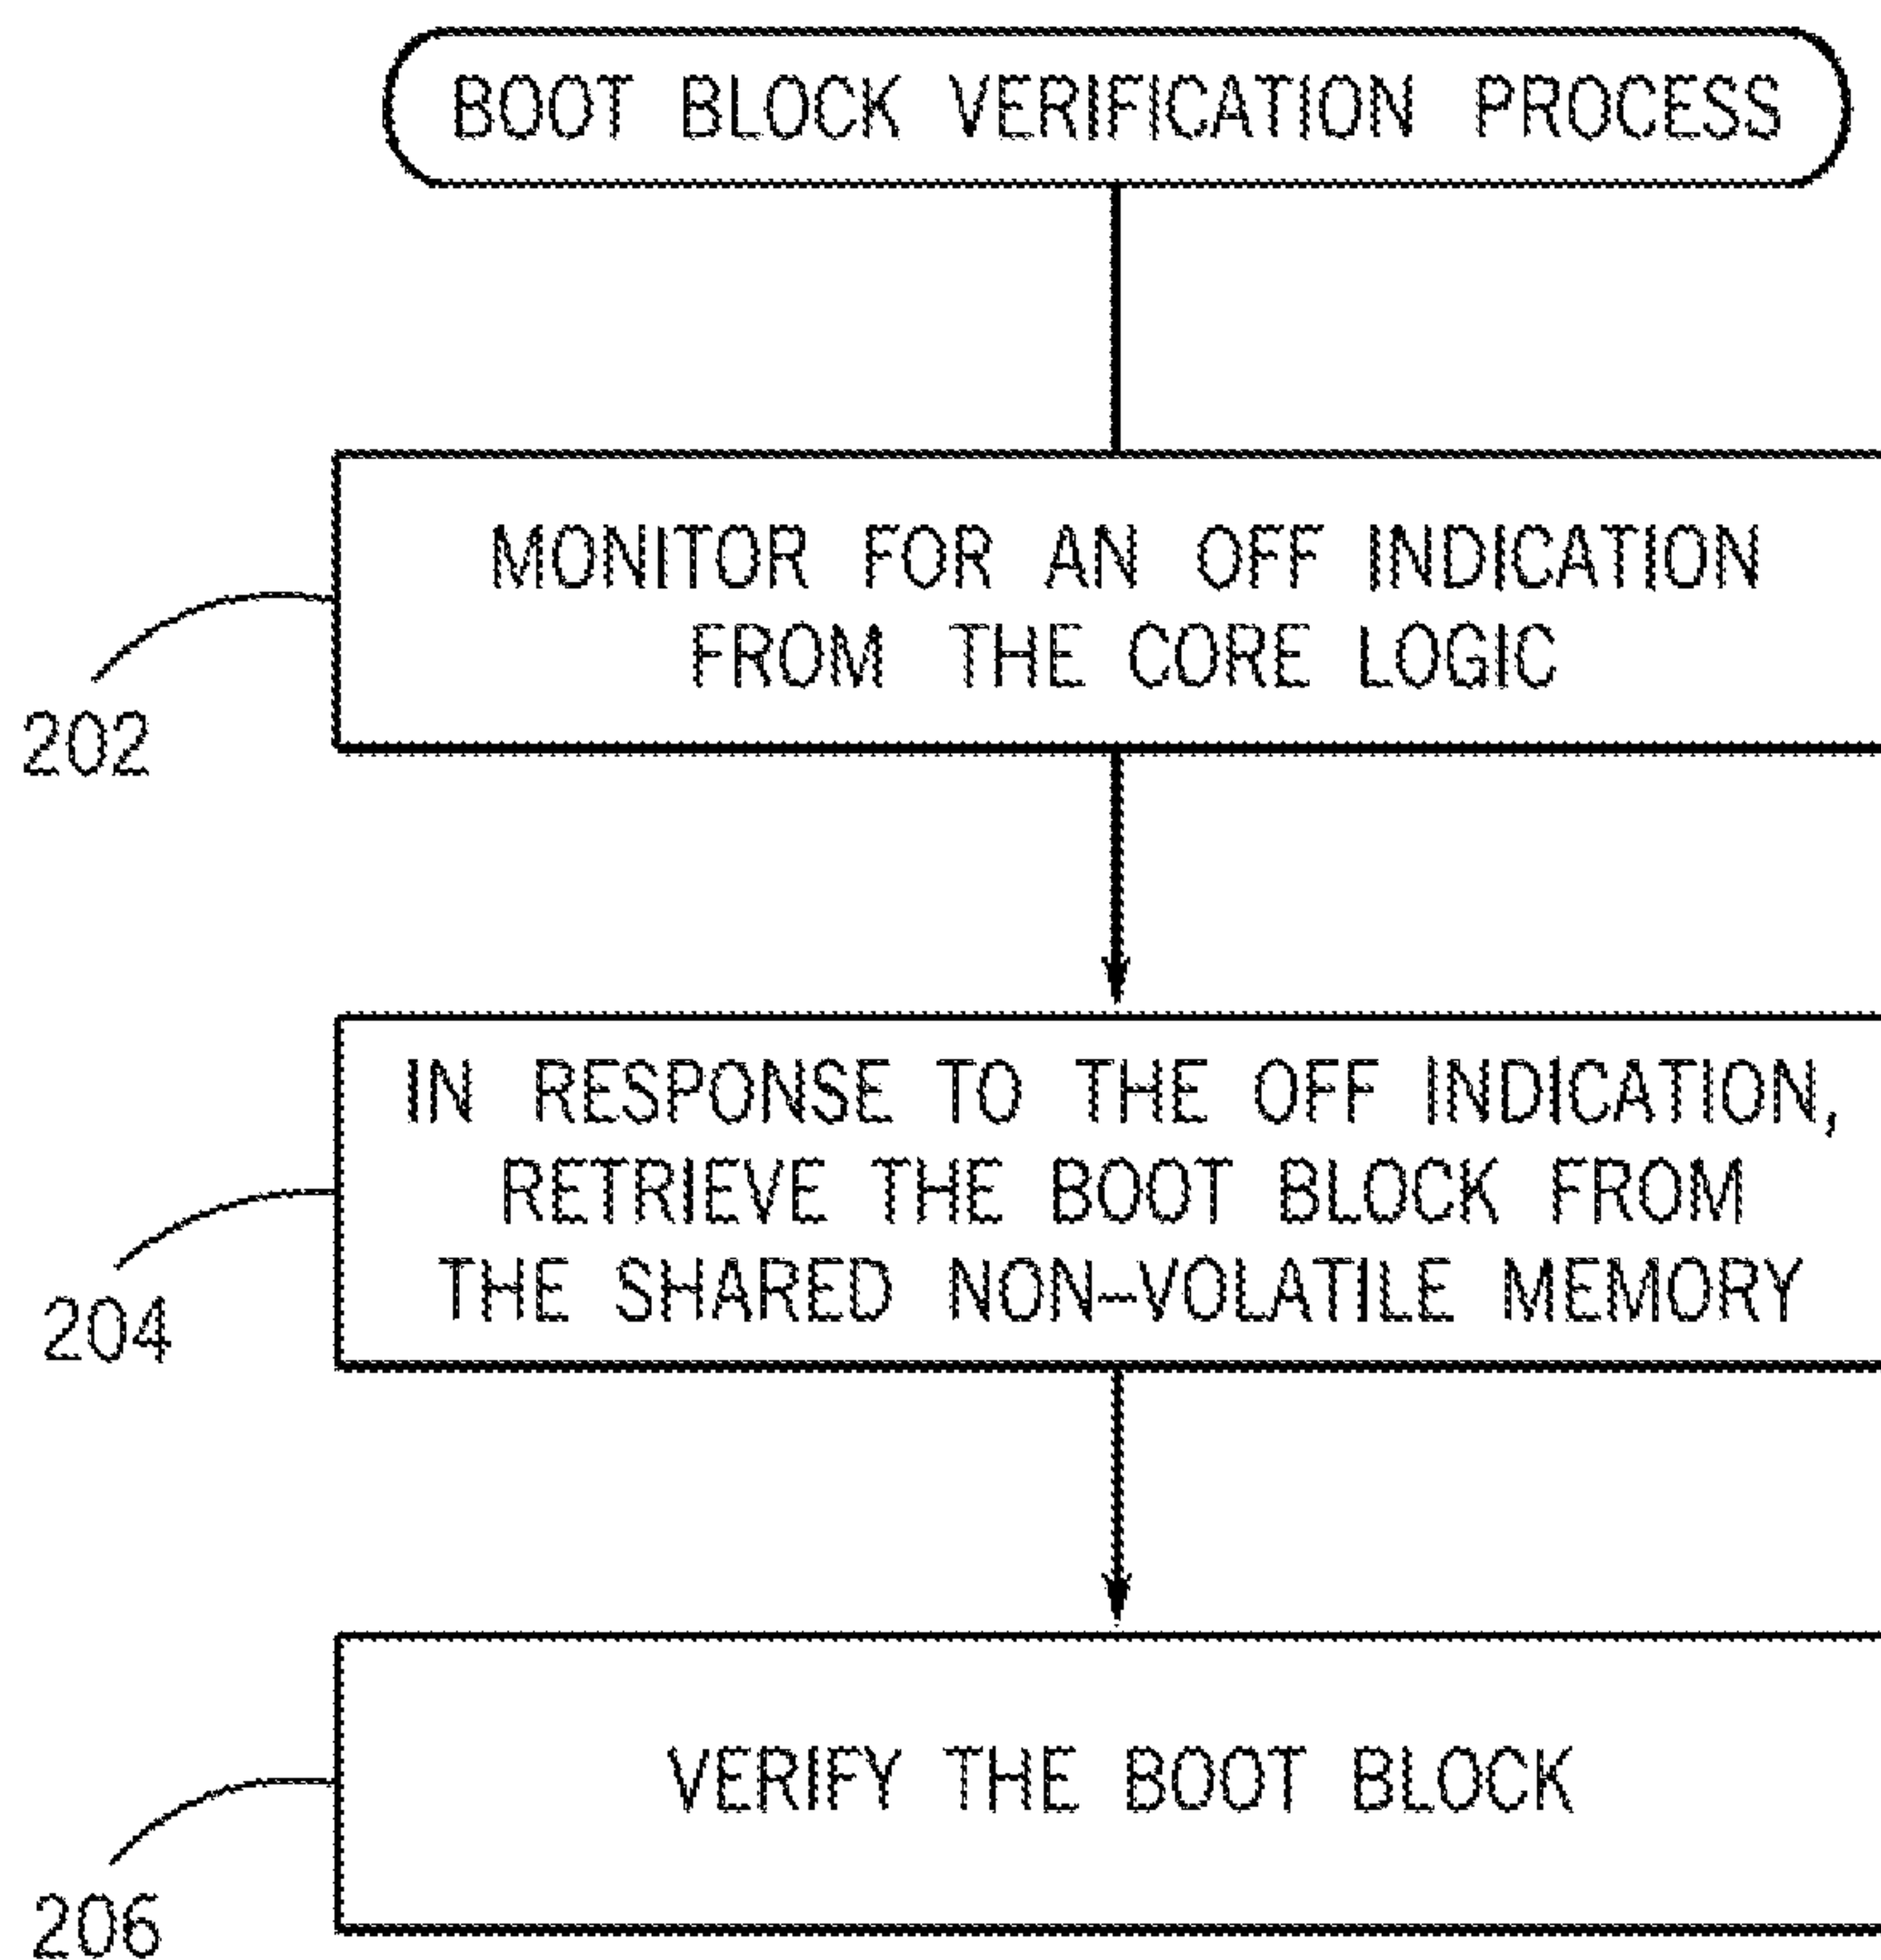 BOOT BLOCK VERIFICATION PROCESS
MONITOR FOR AN OFF INDICATION
FROM THE CORE LOGIC
202
IN RESPONSE TO THE OFF INDICATION,
RETRIEVE THE BOOT BLOCK FROM
THE SHARED NON-VOLATILE MEMORY
204
VERIFY THE BOOT BLOCK
206